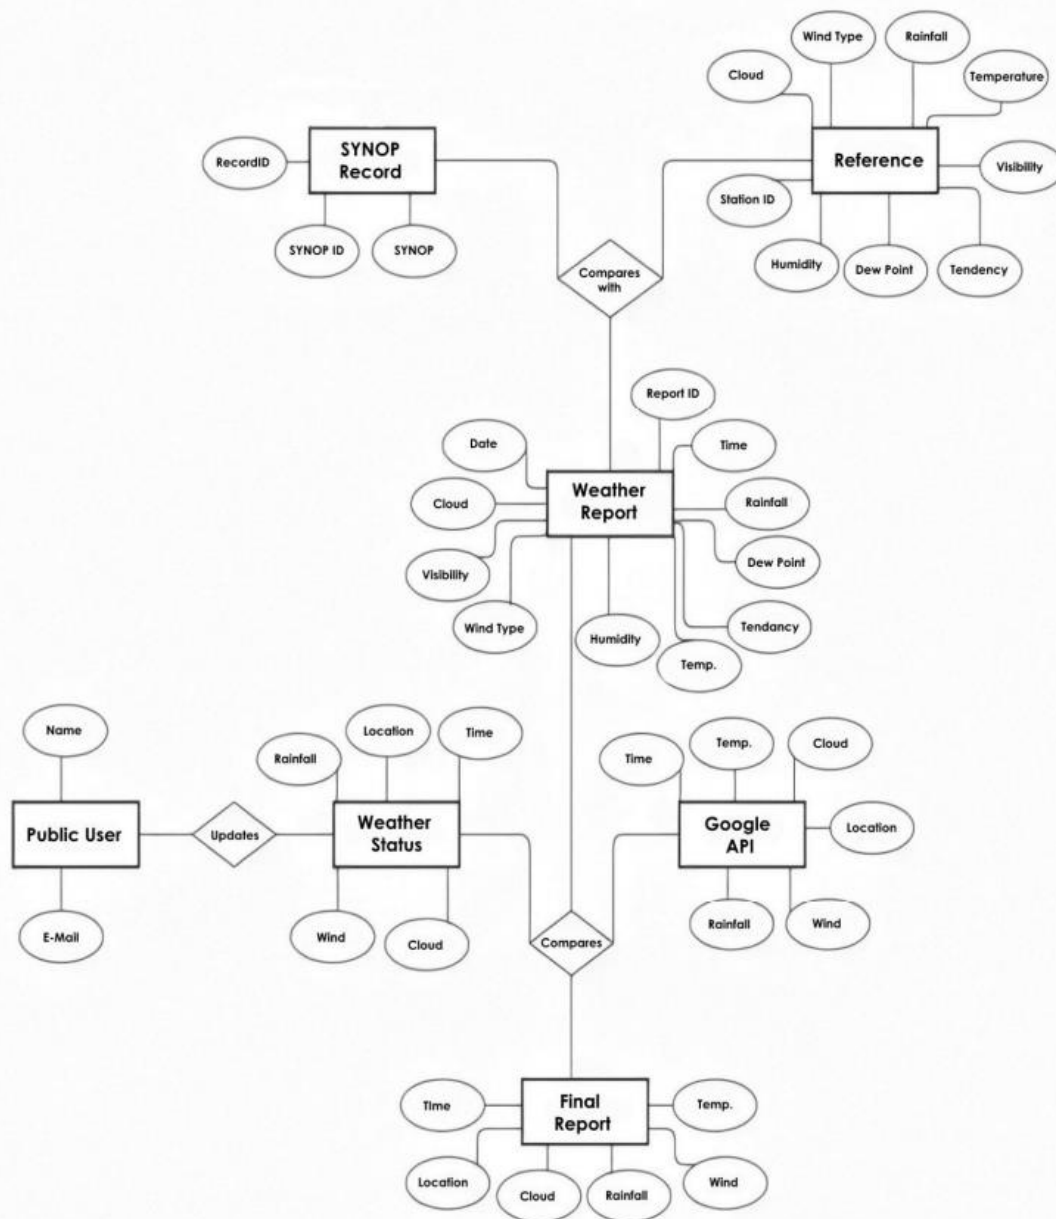 Wind Type
Rainfall
Cloud
Temperature
SYNOP
Record
RecordID
Reference
Visibility
Station ID
SYNOP ID
SYNOP
Humidity
Dew Point
Tendency
Compares
with
Report ID
Date
Time
Weather
Report
Cloud
Rainfall
Visibility
Dew Point
Wind Type
Humidity
Tendancy
Temp.
Name
Rainfall
Location
Time
Time
Temp.
Cloud
Public User
Updates
Weather
Status
Google
API
Location
E-Mail
Wind
Cloud
Compares
Rainfall
Wind
Time
Final
Report
Temp.
Location
Cloud
Rainfall
Wind